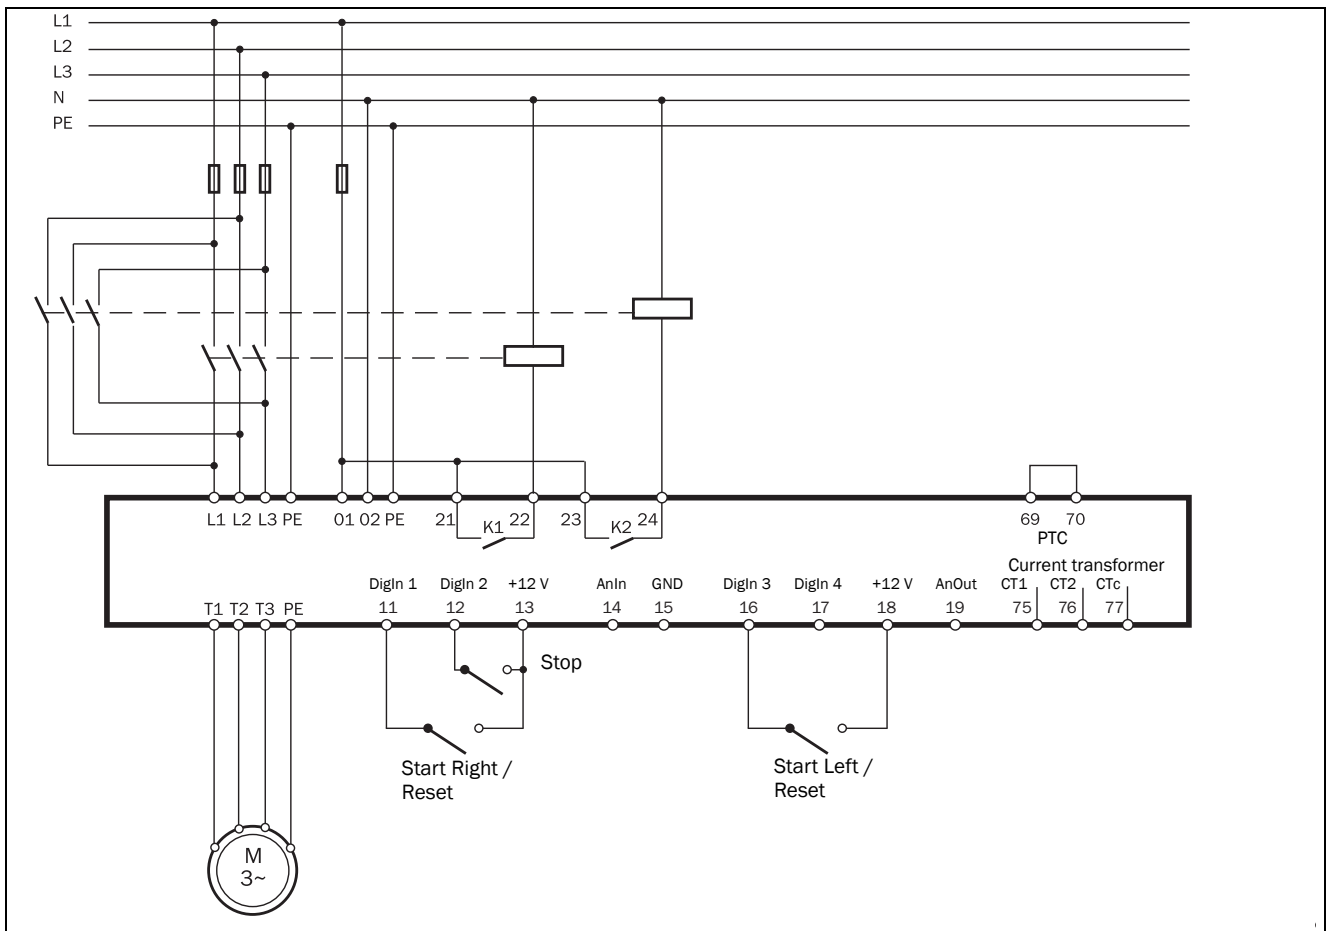 L1
L2
L3
N
PE
L1 L2 L3 PE 01 02 PE 21 K1 22 23 K2 24 69 70
PTC
Current transformer
DigIn 1 DigIn 2 +12 V AnIn GND DigIn 3 DigIn 4 +12 V AnOut CT1 CT2 CTc
T1 T2 T3 PE 11 12 13 14 15 16 17 18 19 75 76 77
Stop
Start Right /
Reset
Start Left /
Reset
M
3~